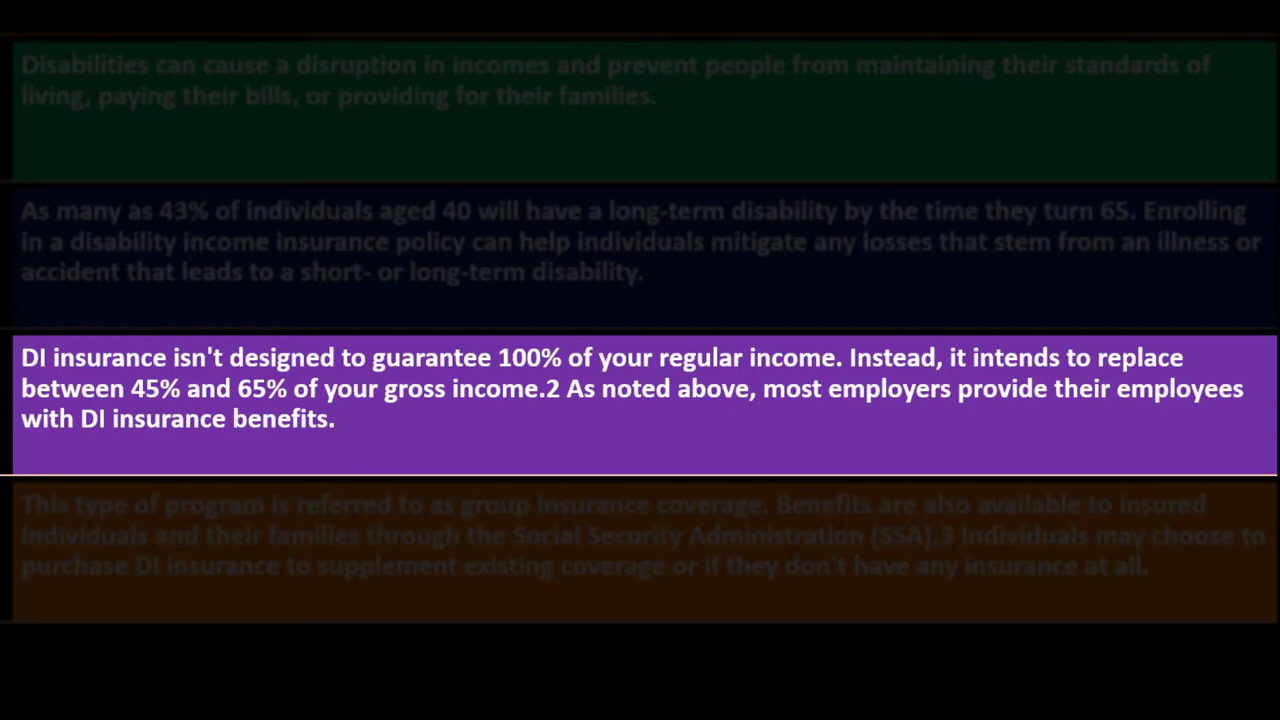 Disabilities can cause a disruption in incomes and prevent people from maintaining their standards of
living, paying their bills, or providing for their families.
As many as 43% of individuals aged 40 will have a long-term disability by the time they turn 65. Enrolling
in a disability income insurance policy can help individuals mitigate any losses that stem from an illness or
accident that leads to a short- or long-term disability.
DI insurance isn't designed to guarantee 100% of your regular income. Instead, it intends to replace
between 45% and 65% of your gross income.2 As noted above, most employers provide their employees
with DI insurance benefits.
This type of program is referred to as group insurance coverage. Benefits are also available to insured
individuals and their families through the Social Security Administration (SSA).3 Individuals may choose to
purchase DI insurance to supplement existing coverage or if they don't have any insurance at all.